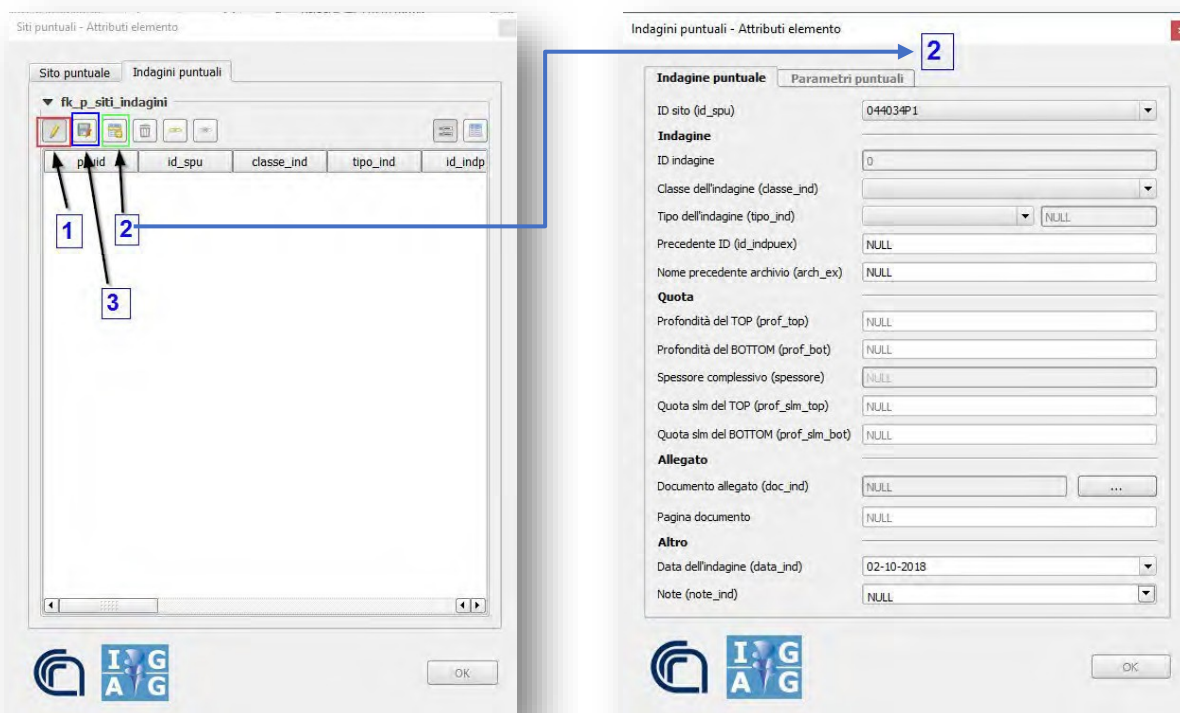 Siti puntuali - Attributi elemento
Sito puntuale Indagini puntuali
fk_p_siti_indagini
id_spu classe_ind tipo_ind id_indp
1
2
3
IG
AG
OK
Indagini puntuali - Attributi elemento
2
Indagine puntuale Parametri puntuali
ID sito (id_spu) 044034P1
Indagine
ID indagine 0
Classe dell'indagine (classe_ind)
Tipo dell'indagine (tipo_ind) NULL
Precedente ID (id_indpuex) NULL
Nome precedente archivio (arch_ex) NULL
Quota
Profondità del TOP (prof_top) NULL
Profondità del BOTTOM (prof_bot) NULL
Spessore complessivo (spessore) NULL
Quota slm del TOP (prof_slm_top) NULL
Quota slm del BOTTOM (prof_slm_bot) NULL
Allegato
Documento allegato (doc_ind) NULL ...
Pagina documento NULL
Altro
Data dell'indagine (data_ind) 02-10-2018
Note (note_ind) NULL
IG
AG
OK